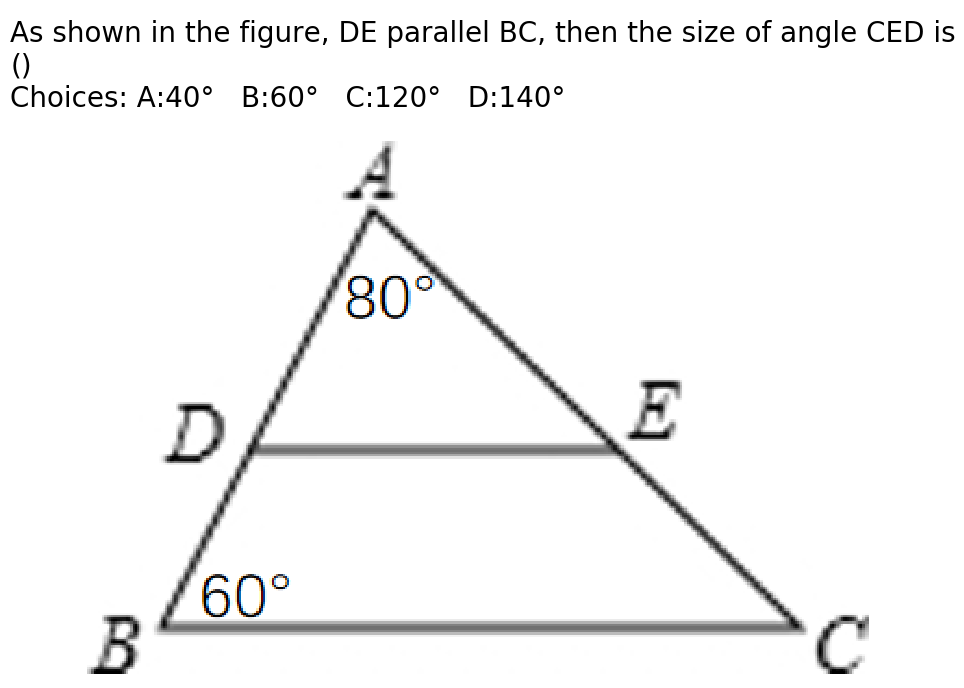 As shown in the figure, DE parallel BC, then the size of angle CED is
()
Choices: A:40°   B:60°   C:120°   D:140°
A
80°
E
D
60°
B
C